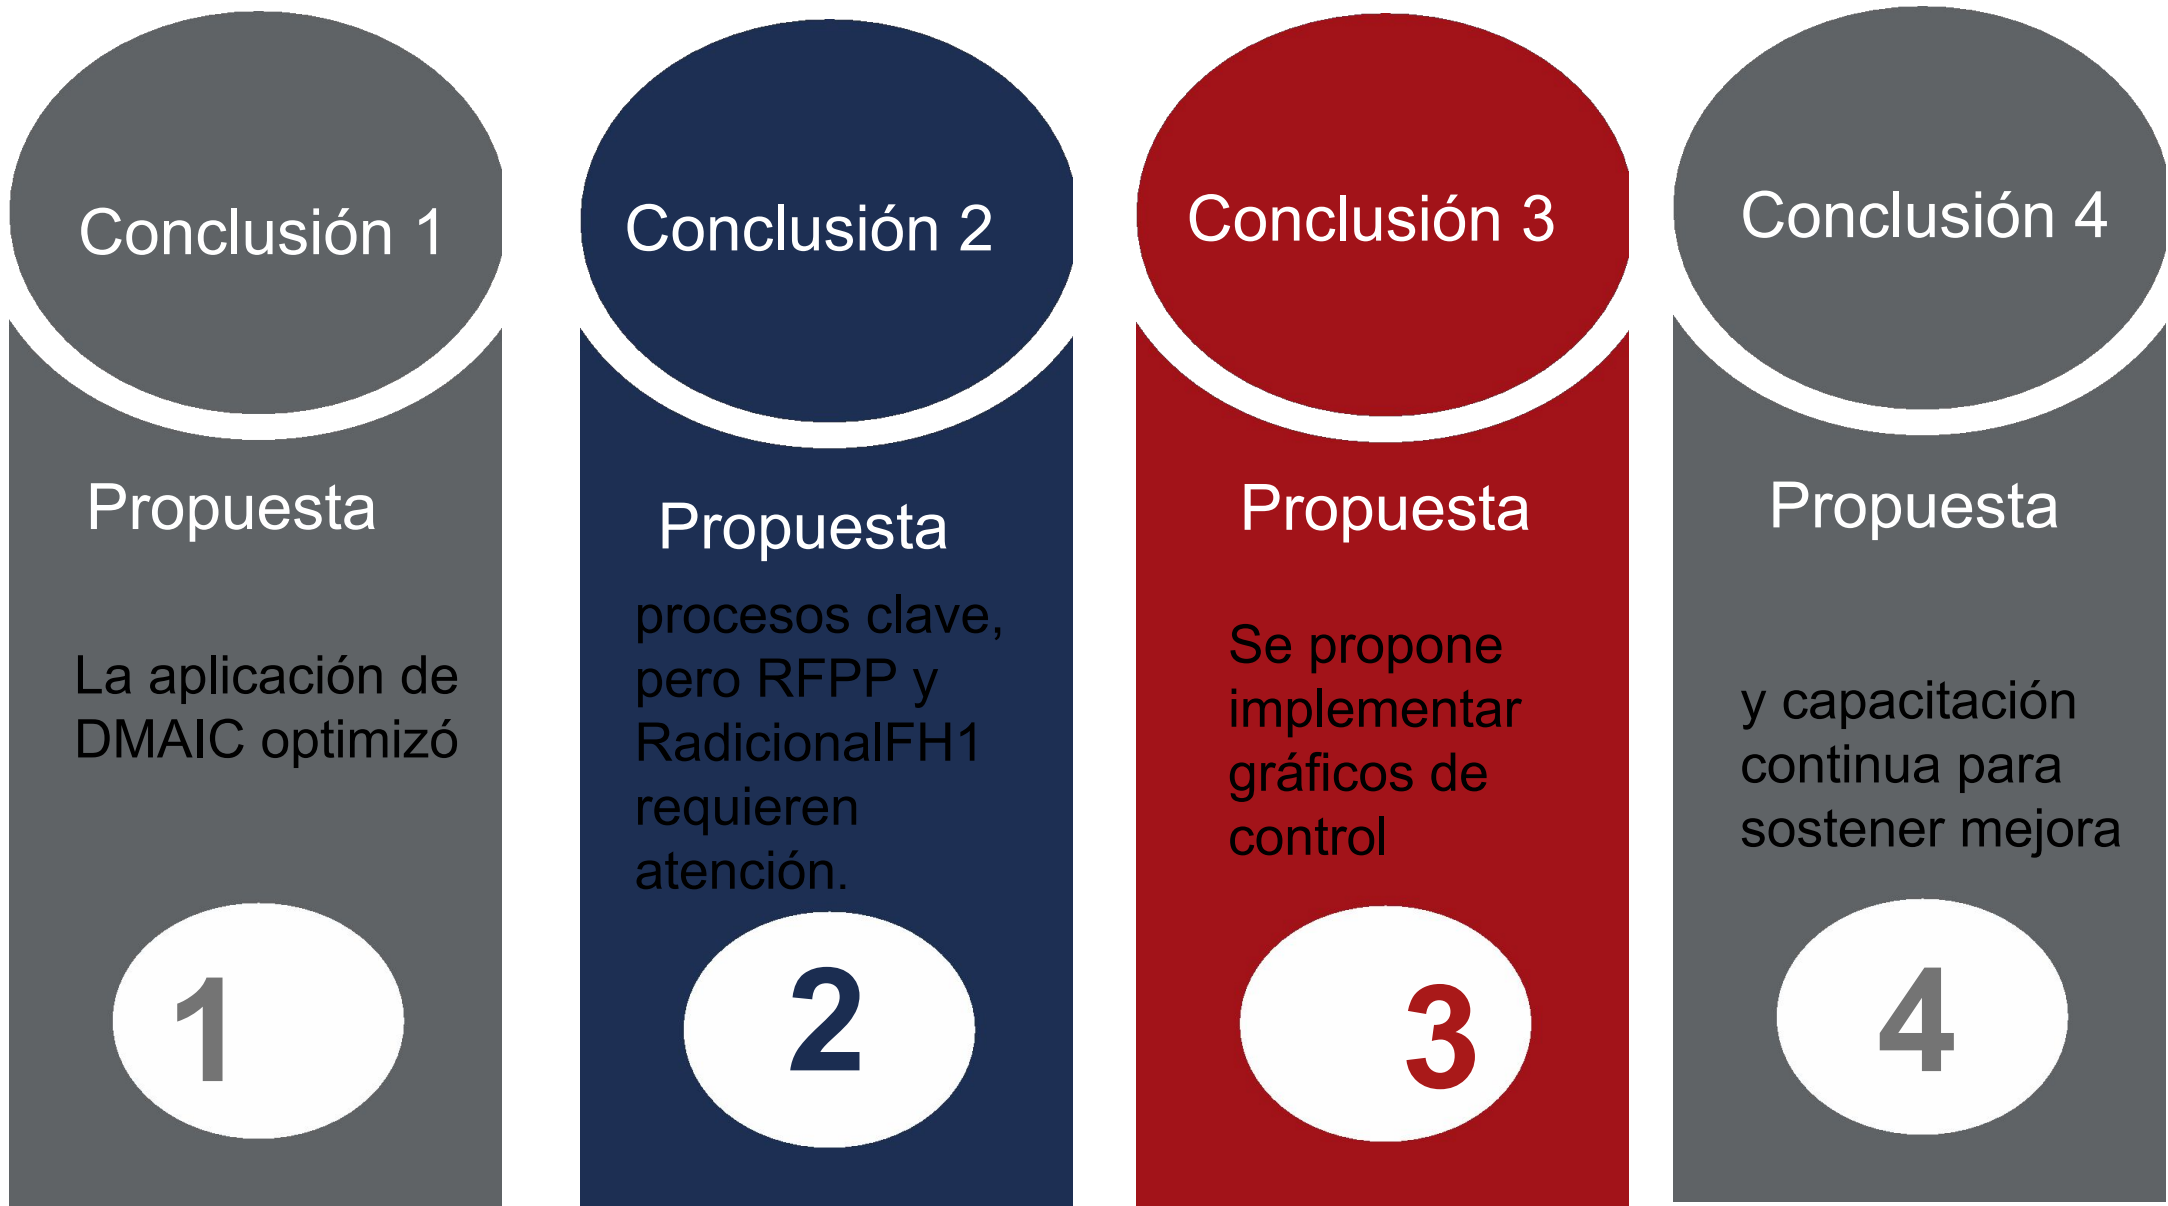 Conclusión 1
Propuesta
La aplicación de
DMAIC optimizó
1
Conclusión 2
Propuesta
procesos clave,
pero RFPP y
RadicionalFH1
requieren
atención.
2
Conclusión 3
Propuesta
Se propone
implementar
gráficos de
control
3
Conclusión 4
Propuesta
y capacitación
continua para
sostener mejora
4